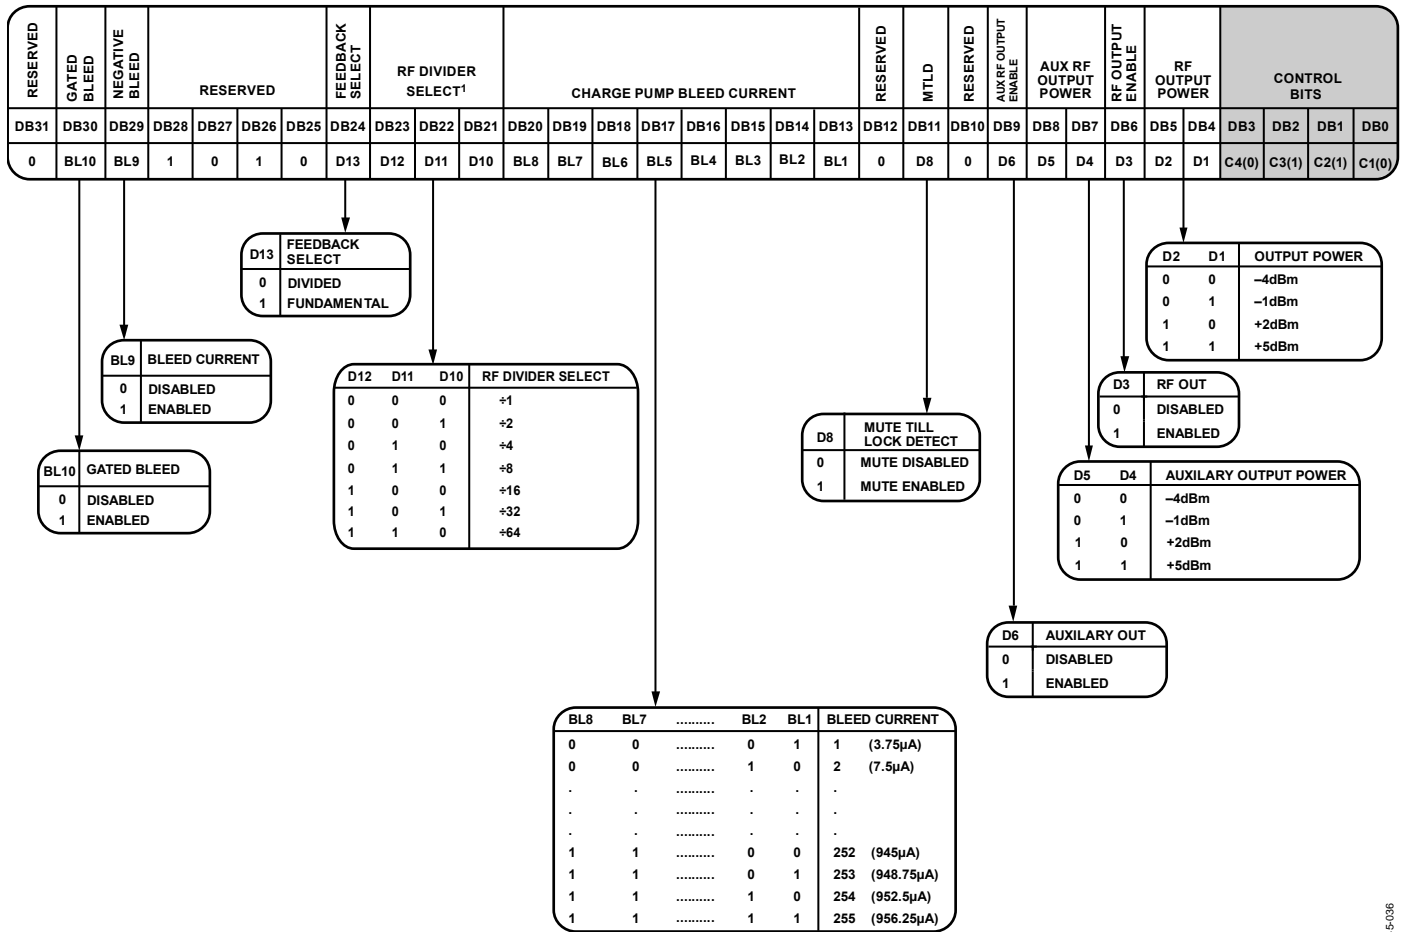 RESERVED
GATED
BLEED
NEGATIVE
BLEED
RESERVED
FEEDBACK
SELECT
RF DIVIDER
SELECT1
CHARGE PUMP BLEED CURRENT
RESERVED
MTLD
RESERVED
AUX RF OUTPUT
ENABLE
AUX RF
OUTPUT
POWER
RF OUTPUT
ENABLE
RF
OUTPUT
POWER
CONTROL
BITS
DB31 DB30 DB29 DB28 DB27 DB26 DB25 DB24 DB23 DB22 DB21 DB20 DB19 DB18 DB17 DB16 DB15 DB14 DB13 DB12 DB11 DB10 DB9 DB8 DB7 DB6 DB5 DB4 DB3 DB2 DB1 DB0
0 BL10 BL9 1 0 1 0 D13 D12 D11 D10 BL8 BL7 BL6 BL5 BL4 BL3 BL2 BL1 0 D8 0 D6 D5 D4 D3 D2 D1 C4(0) C3(1) C2(1) C1(0)
D13 FEEDBACK
SELECT
0 DIVIDED
1 FUNDAMENTAL
D2 D1 OUTPUT POWER
0 0 –4dBm
0 1 –1dBm
1 0 +2dBm
1 1 +5dBm
BL9 BLEED CURRENT
0 DISABLED
1 ENABLED
D12 D11 D10 RF DIVIDER SELECT
0 0 0 ÷1
0 0 1 ÷2
0 1 0 ÷4
0 1 1 ÷8
1 0 0 ÷16
1 0 1 ÷32
1 1 0 ÷64
D3 RF OUT
0 DISABLED
1 ENABLED
D8 MUTE TILL
LOCK DETECT
0 MUTE DISABLED
1 MUTE ENABLED
BL10 GATED BLEED
0 DISABLED
1 ENABLED
D5 D4 AUXILARY OUTPUT POWER
0 0 –4dBm
0 1 –1dBm
1 0 +2dBm
1 1 +5dBm
D6 AUXILARY OUT
0 DISABLED
1 ENABLED
BL8 BL7 .......... BL2 BL1 BLEED CURRENT
0 0 .......... 0 1 1 (3.75µA)
0 0 .......... 1 0 2 (7.5µA)
. . .......... . . .
. . .......... . . .
. . .......... . . .
1 1 .......... 0 0 252 (945µA)
1 1 .......... 0 1 253 (948.75µA)
1 1 .......... 1 0 254 (952.5µA)
1 1 .......... 1 1 255 (956.25µA)
5-036